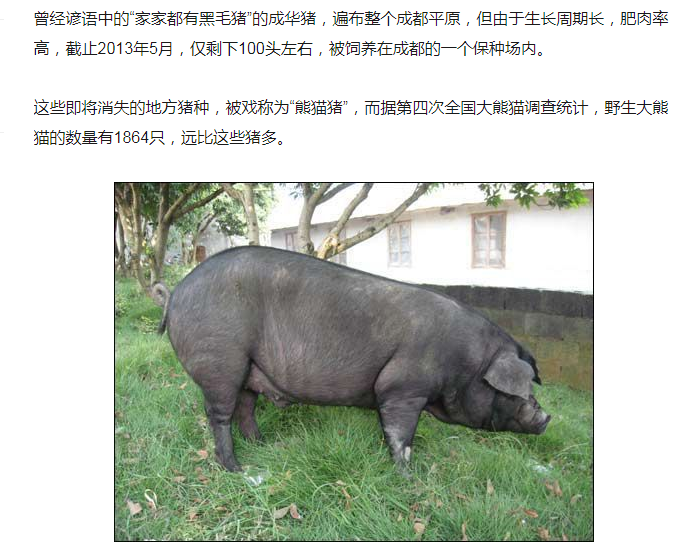 曾经谚语中的“家家都有黑毛猪”的成华猪，遍布整个成都平原，但由于生长周期长，肥肉率
高，截止2013年5月，仅剩下100头左右，被饲养在成都的一个保种场内。
这些即将消失的地方猪种，被戏称为“熊猫猪”，而据第四次全国大熊猫调查统计，野生大熊
猫的数量有1864只，远比这些猪多。